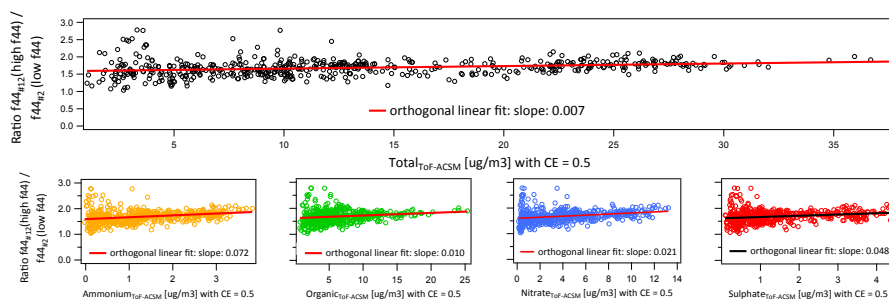 Ratio f44#12(high f44) /
f44#2 (low f44)
3.0
2.5
2.0
1.5
1.0
0.5
0.0
orthogonal linear fit: slope: 0.007
5 10 15 20 25 30 35
TotalToF-ACSM [ug/m3] with CE = 0.5
Ratio f44#12(high f44) /
f44#2 (low f44)
3.0
2.0
1.0
0.0
orthogonal linear fit: slope: 0.072
0 1 2 3
AmmoniumToF-ACSM [ug/m3] with CE = 0.5
orthogonal linear fit: slope: 0.010
5 10 15 20 25
OrganicToF-ACSM [ug/m3] with CE = 0.5
orthogonal linear fit: slope: 0.021
0 2 4 6 8 10 12 14
NitrateToF-ACSM [ug/m3] with CE = 0.5
orthogonal linear fit: slope: 0.048
1 2 3 4
SulphateToF-ACSM [ug/m3] with CE = 0.5